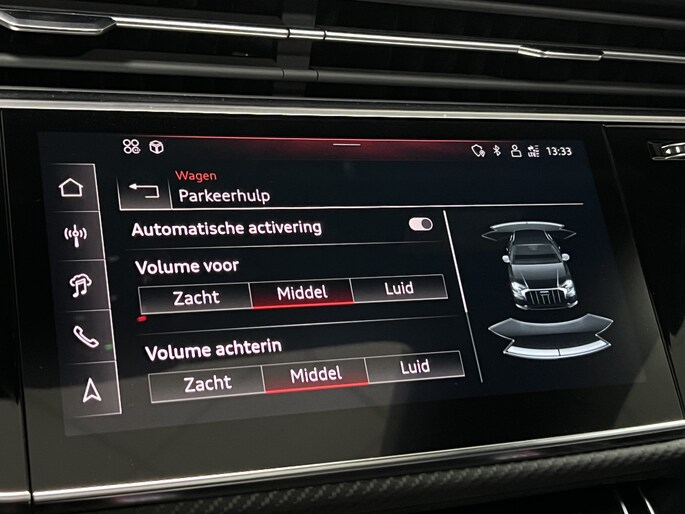 13:33
Wagen
Parkeerhulp
Automatische activering
Volume voor
Zacht Middel Luid
Volume achterin
Zacht Middel Luid